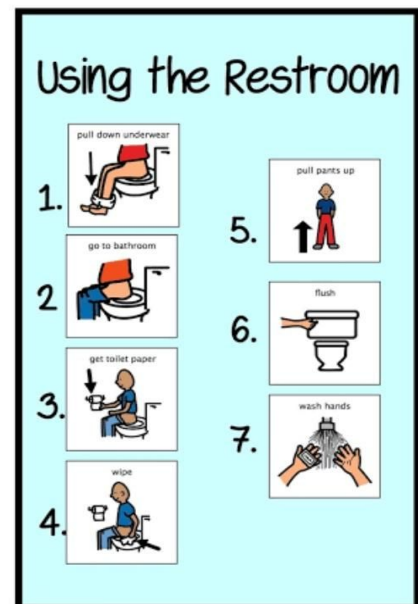 Using the Restroom
1.
pull down underwear
2
go to bathroom
3.
get toilet paper
4.
wipe
5.
pull pants up
6.
flush
7.
wash hands